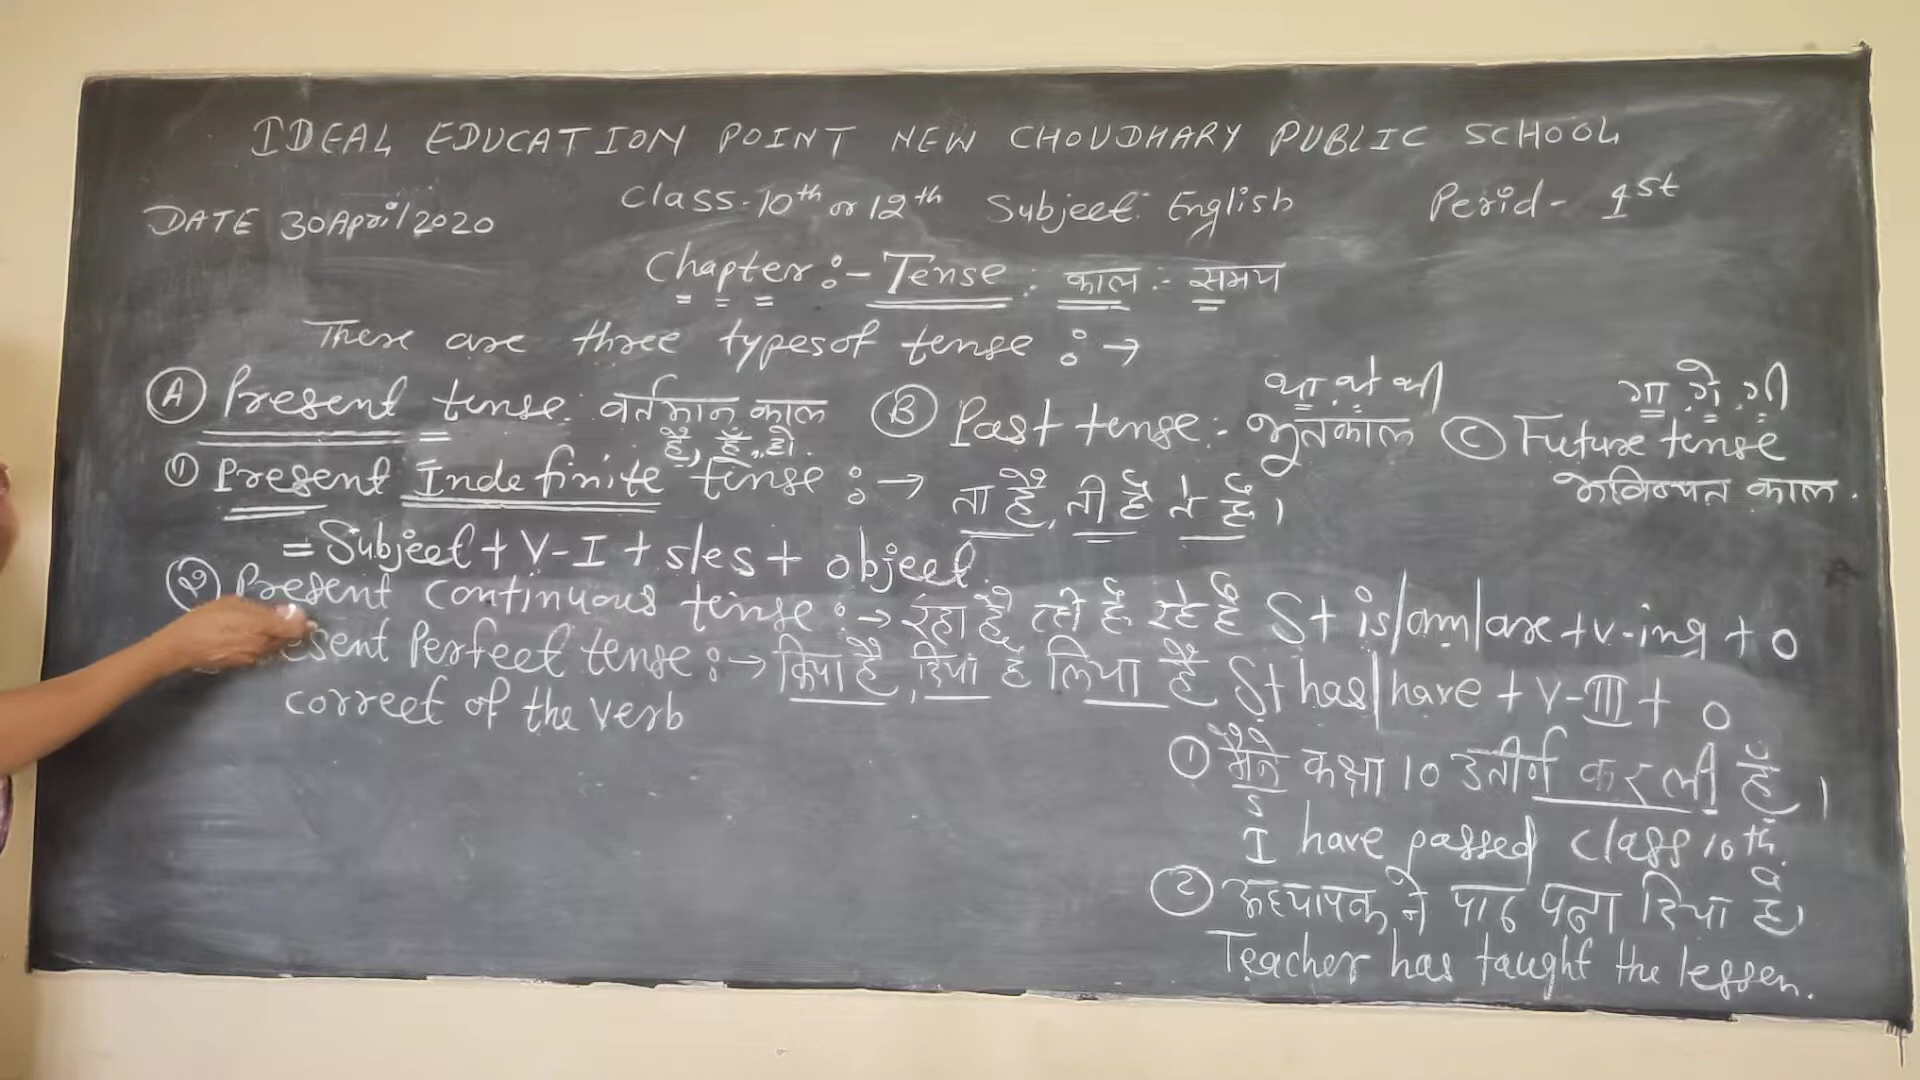 IDEAL EDUCATION POINT NEW CHOUDHARY PUBLIC SCHOOL
DATE 30 April 2020 Class-10th or 12th Subject: English Perid- 1st
Chapter :- Tense : काल :- समय
There are three types of tense : →
(A) Present tense: वर्तमान काल है, हैं, हो. (B) Past tense :- भूतकाल था थे थी (C) Future tense गा गे गी भविष्यत काल.
(1) Present Indefinite tense : → ता है, ती है ते हैं।
= Subject + V-I + s/es + object.
(2) Present continuous tense : → रहा है, रही है, रहे हैं S+ is/am/are + v-ing + O
esent Perfect tense : → किया है, दिया है लिया है S+ has/have + V-III + O
correct of the verb
(1) मैंने कक्षा 10 उतीर्ण कर ली है।
S
I have passed class 10th.
(2) अध्यापक ने पाठ पढ़ा दिया है।
Teacher has taught the lessen.